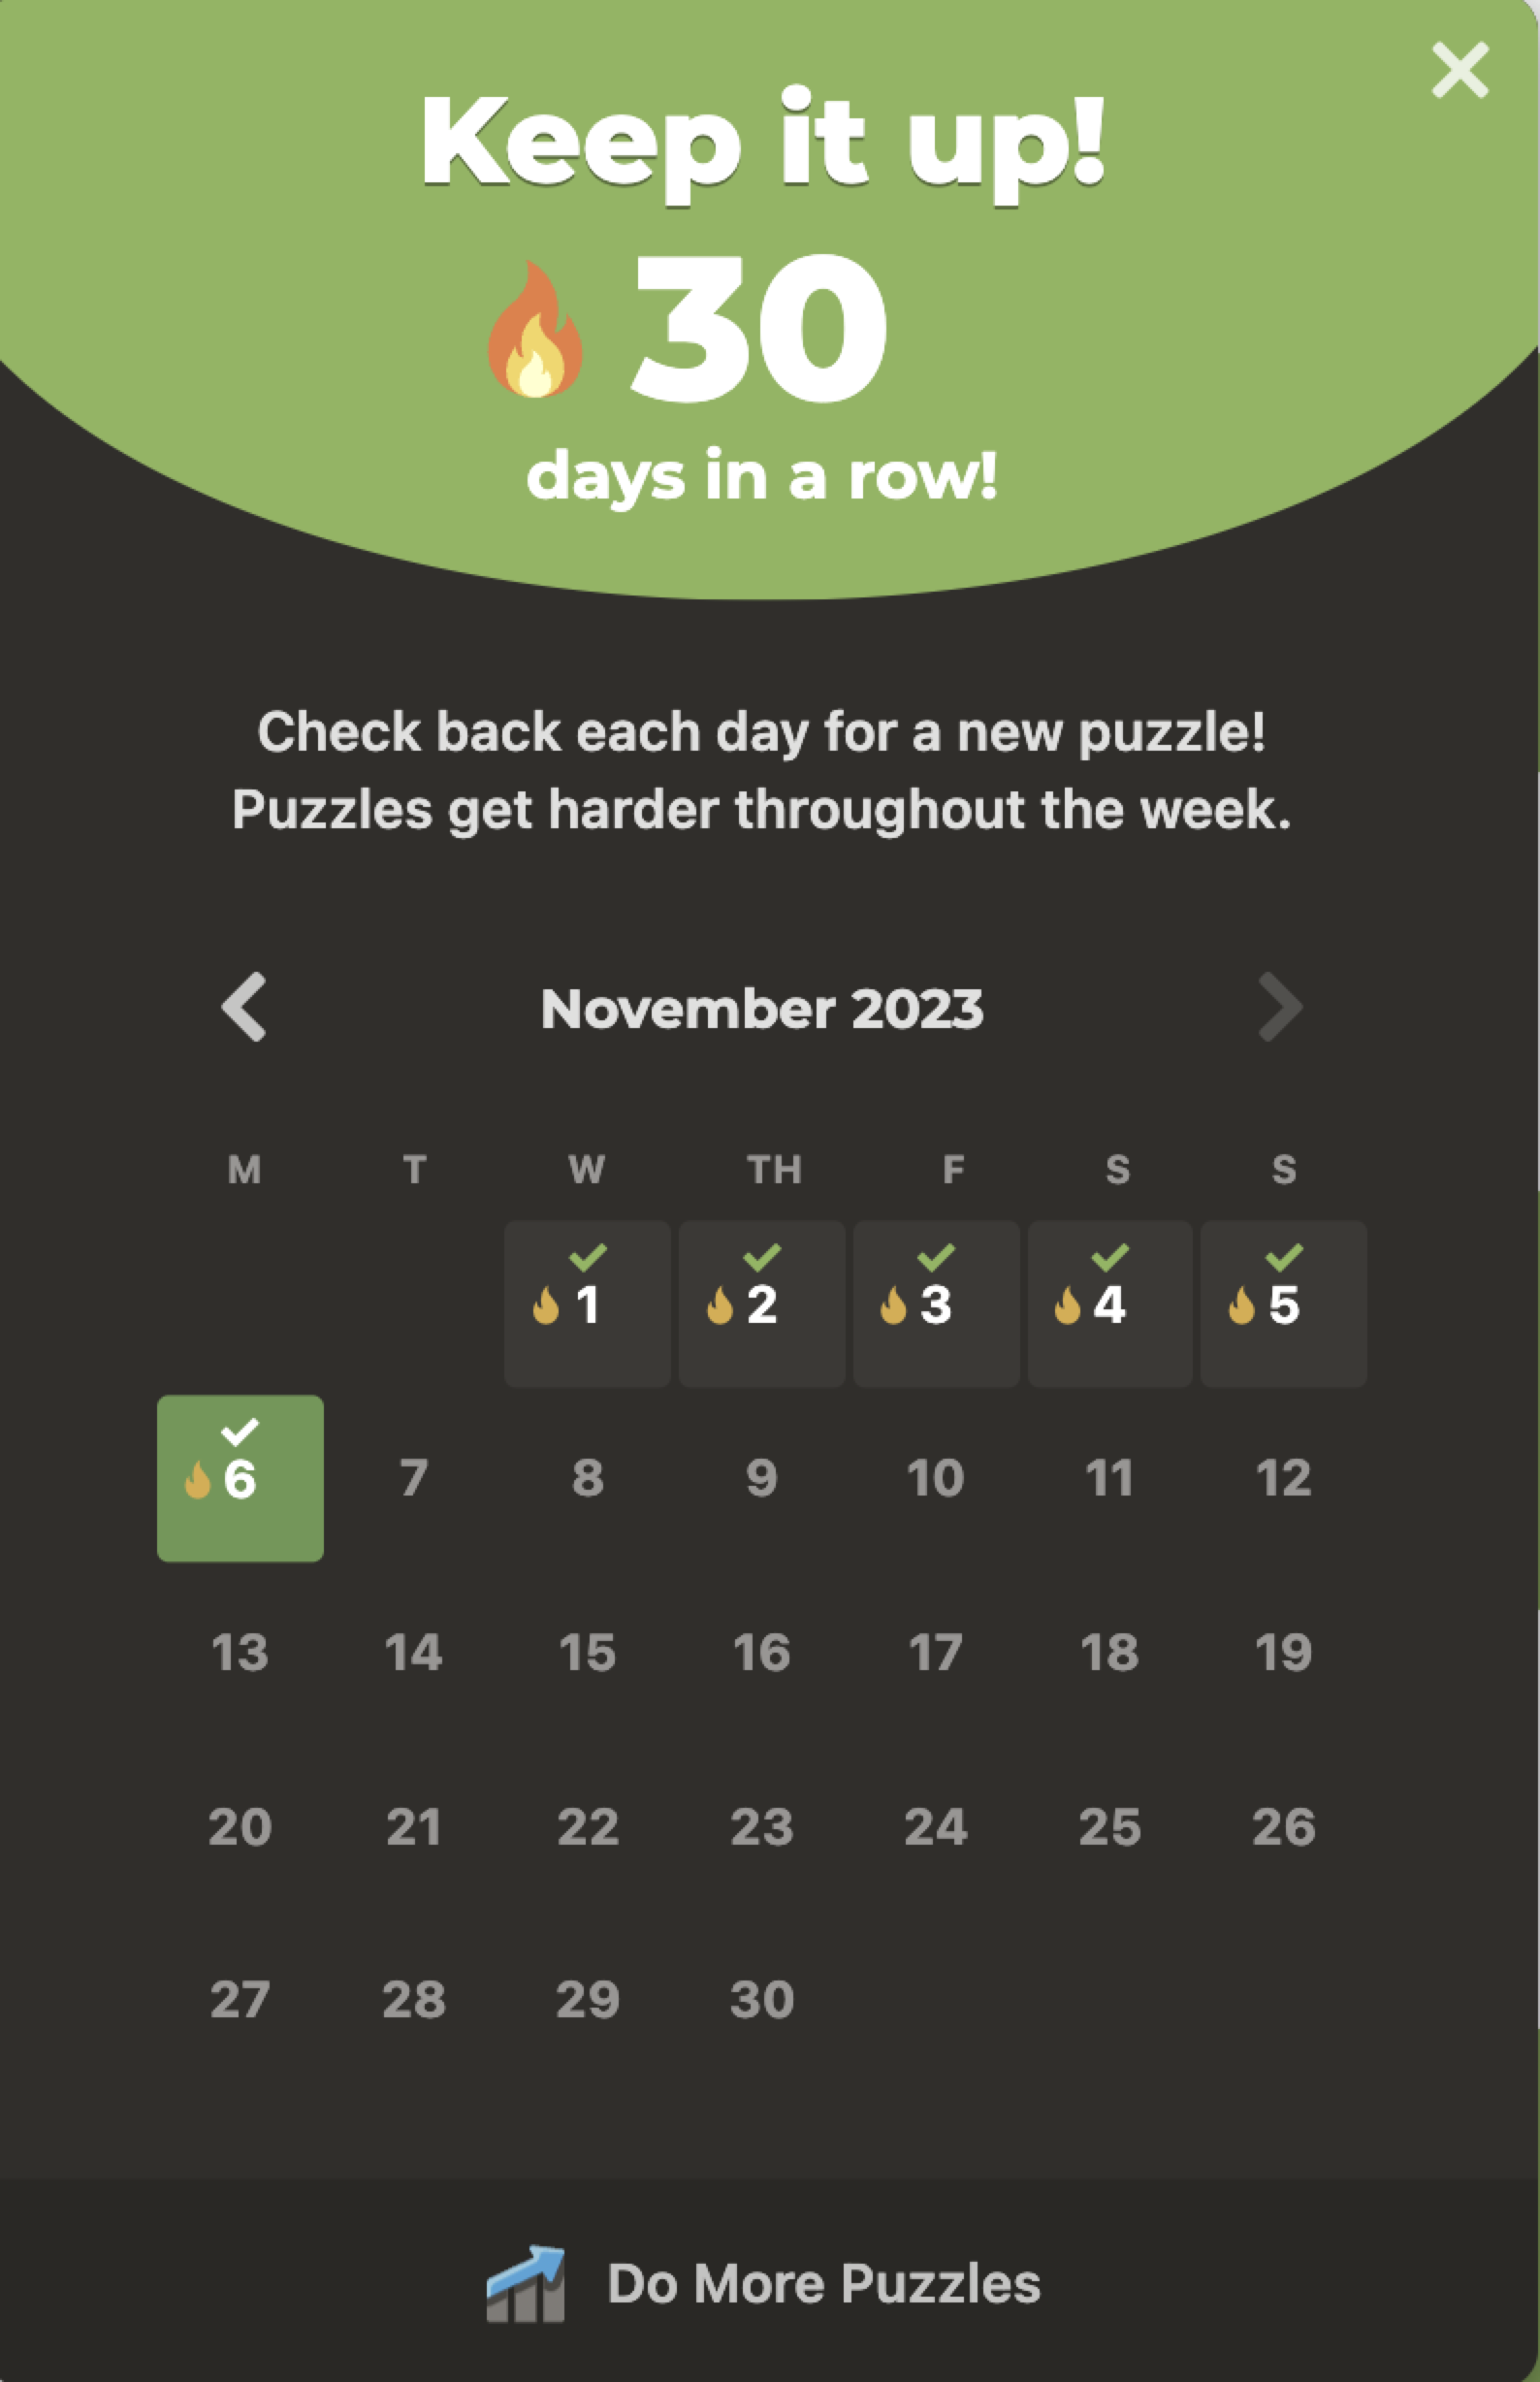 Keep it up!
30
days in a row!
Check back each day for a new puzzle!
Puzzles get harder throughout the week.
November 2023
M T W TH F S S
1 2 3 4 5
6 7 8 9 10 11 12
13 14 15 16 17 18 19
20 21 22 23 24 25 26
27 28 29 30
Do More Puzzles